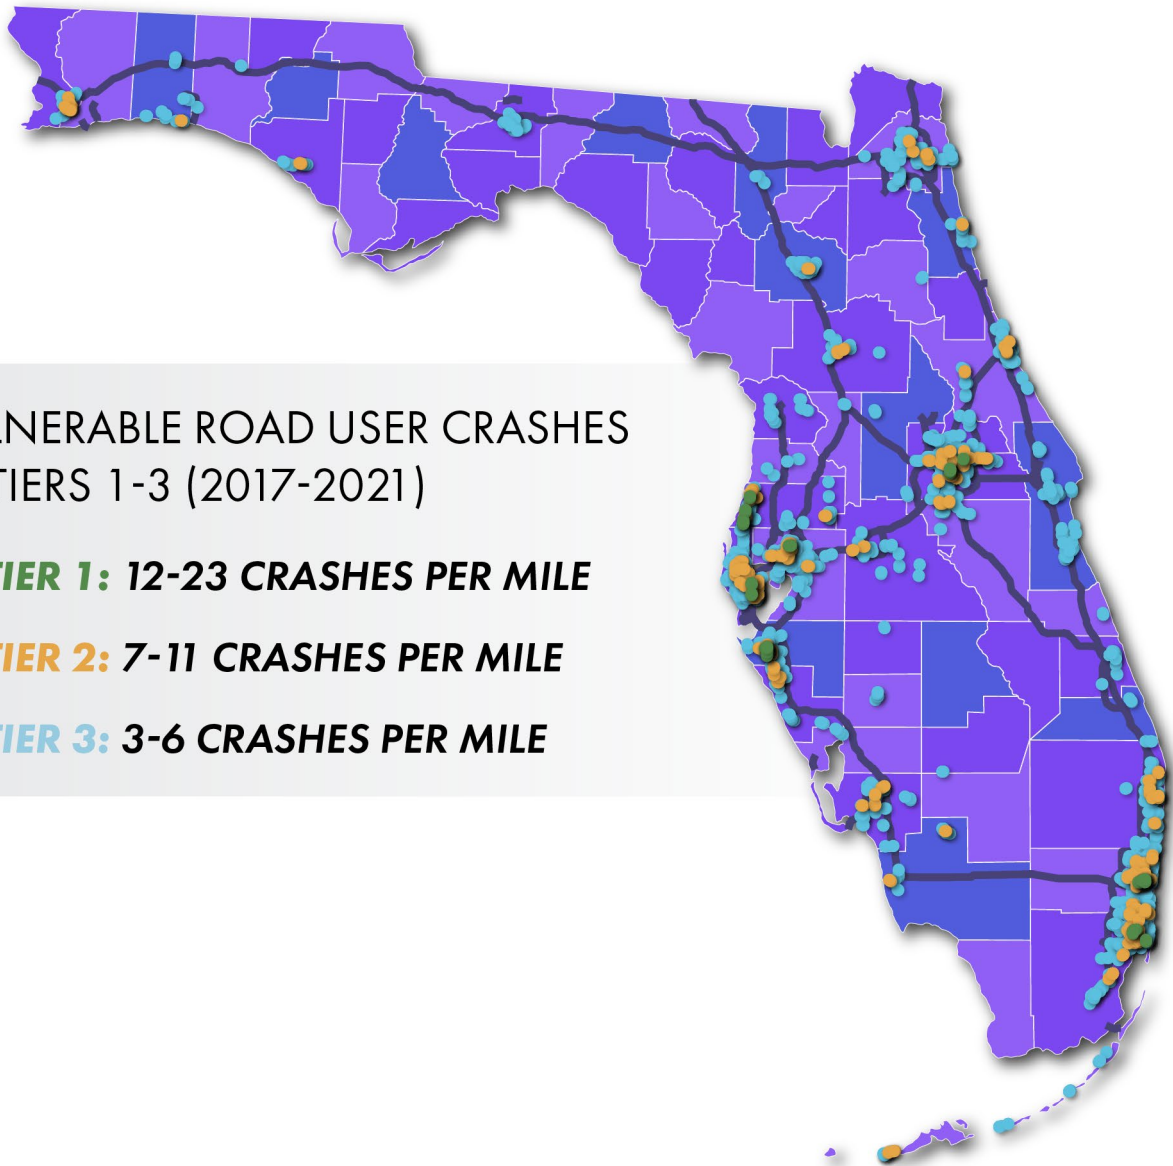 LNERABLE ROAD USER CRASHES
TIERS 1-3 (2017-2021)
TIER 1: 12-23 CRASHES PER MILE
TIER 2: 7-11 CRASHES PER MILE
TIER 3: 3-6 CRASHES PER MILE